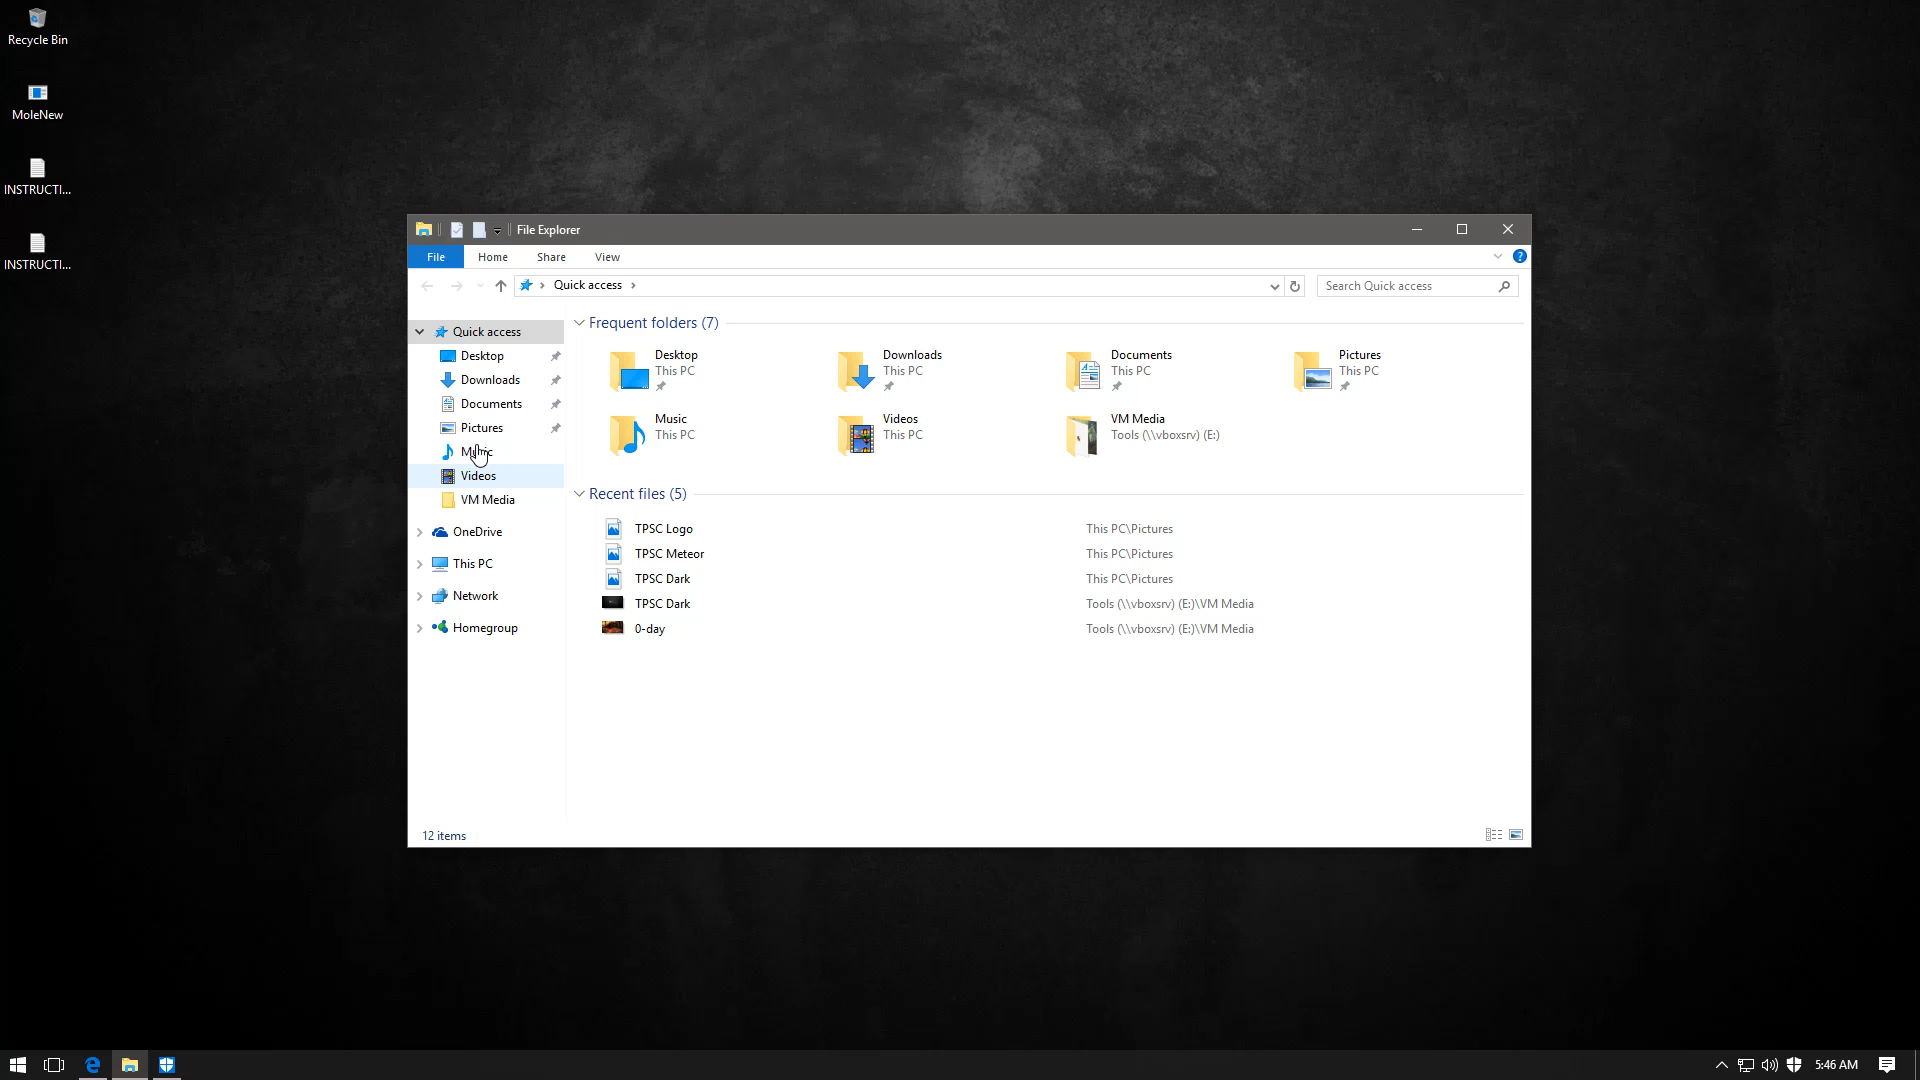 Recycle Bin
MoleNew
INSTRUCTI...
INSTRUCTI...
File Explorer
File Home Share View
Quick access
Search Quick access
Quick access
Desktop
Downloads
Documents
Pictures
Music
Videos
VM Media
OneDrive
This PC
Network
Homegroup
Frequent folders (7)
Desktop
This PC
Downloads
This PC
Documents
This PC
Pictures
This PC
Music
This PC
Videos
This PC
VM Media
Tools (\\vboxsrv) (E:)
Recent files (5)
TPSC Logo This PC\Pictures
TPSC Meteor This PC\Pictures
TPSC Dark This PC\Pictures
TPSC Dark Tools (\\vboxsrv) (E:)\VM Media
0-day Tools (\\vboxsrv) (E:)\VM Media
12 items
5:46 AM